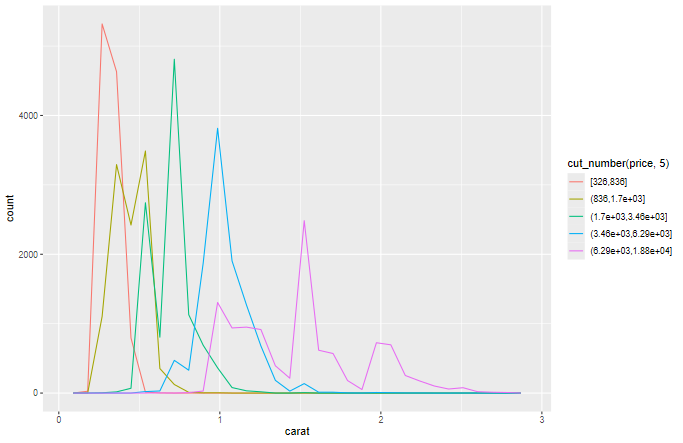 4000
2000
0
count
0
1
2
3
carat
cut_number(price, 5)
[326,836]
(836,1.7e+03]
(1.7e+03,3.46e+03]
(3.46e+03,6.29e+03]
(6.29e+03,1.88e+04]